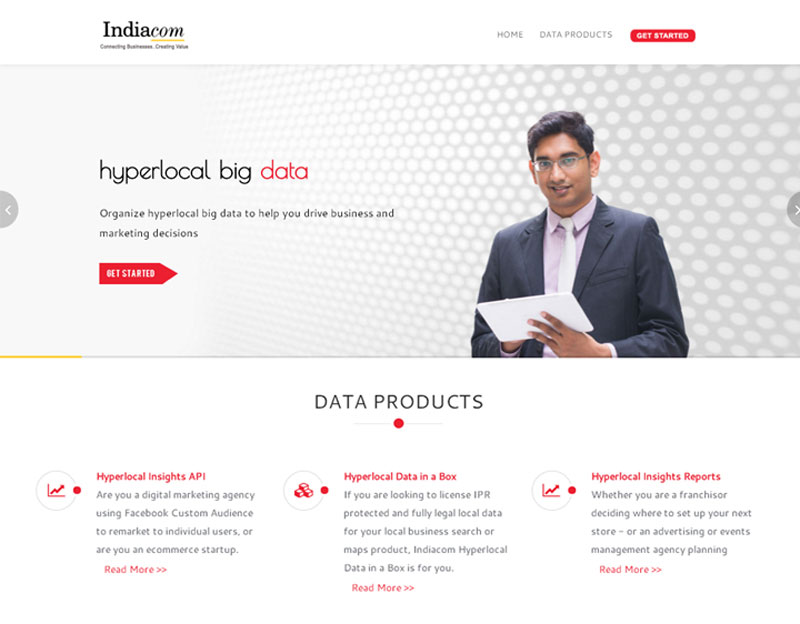 Indiacom
Connecting Businesses..Creating Value
HOME DATA PRODUCTS GET STARTED
hyperlocal big data
Organize hyperlocal big data to help you drive business and
marketing decisions
GET STARTED
DATA PRODUCTS
Hyperlocal Insights API
Are you a digital marketing agency
using Facebook Custom Audience
to remarket to individual users, or
are you an ecommerce startup.
Read More >>
Hyperlocal Data in a Box
If you are looking to license IPR
protected and fully legal local data
for your local business search or
maps product, Indiacom Hyperlocal
Data in a Box is for you.
Read More >>
Hyperlocal Insights Reports
Whether you are a franchisor
deciding where to set up your next
store - or an advertising or events
management agency planning
Read More >>